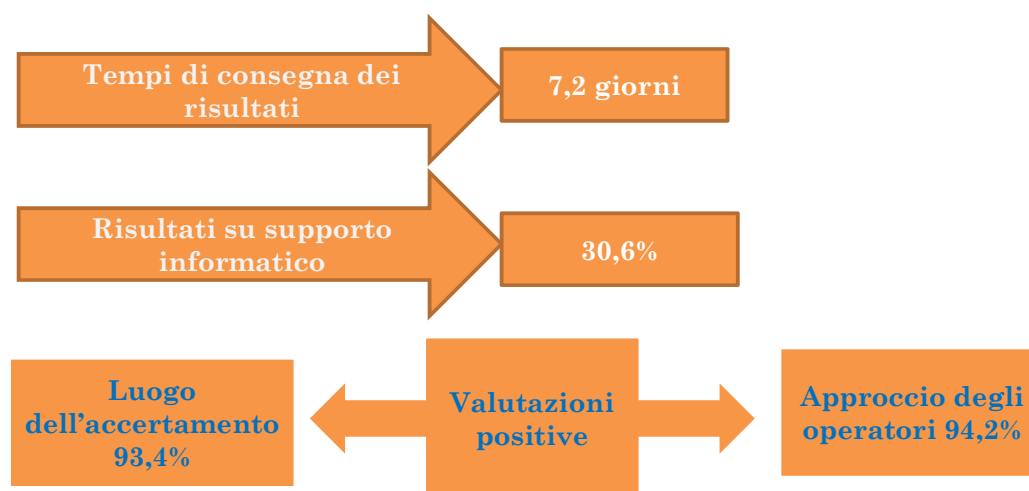 Tempi di consegna dei
risultati
7,2 giorni
Risultati su supporto
informatico
30,6%
Luogo
dell’accertamento
93,4%
Valutazioni
positive
Approccio degli
operatori 94,2%